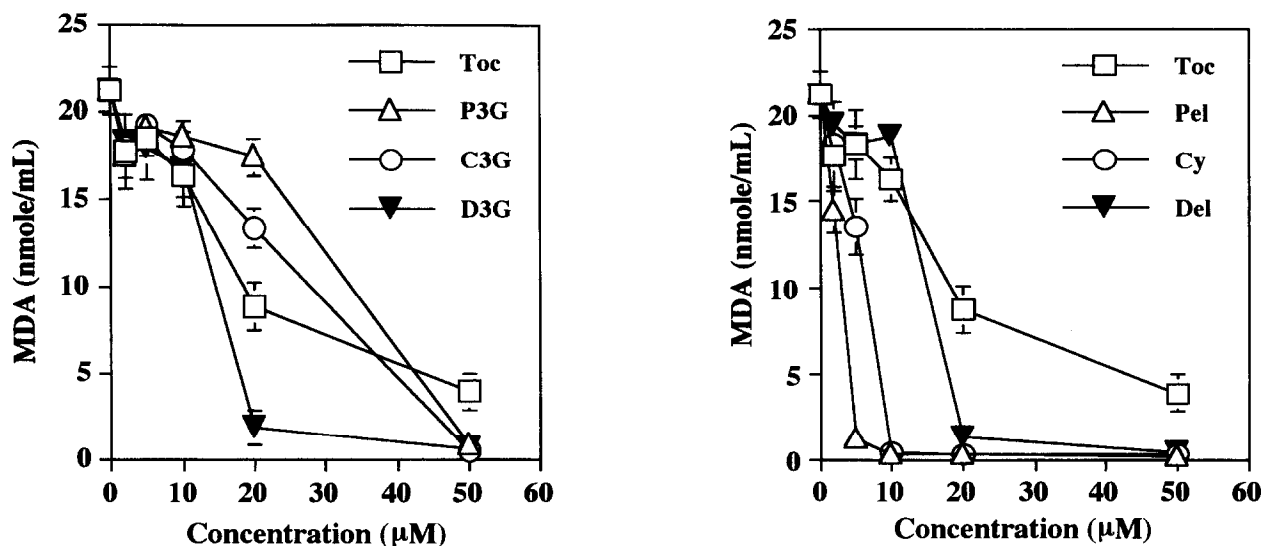 25
20
15
10
5
0
MDA (nmole/mL)
Toc
P3G
C3G
D3G
0 10 20 30 40 50 60
Concentration (μM)
25
20
15
10
5
0
MDA (nmole/mL)
Toc
Pel
Cy
Del
0 10 20 30 40 50 60
Concentration (μM)